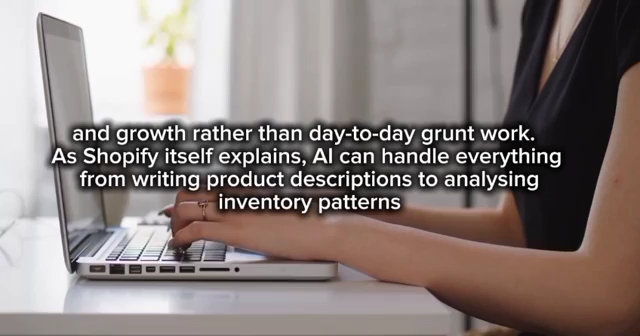 and growth rather than day-to-day grunt work.
As Shopify itself explains, AI can handle everything
from writing product descriptions to analysing
inventory patterns